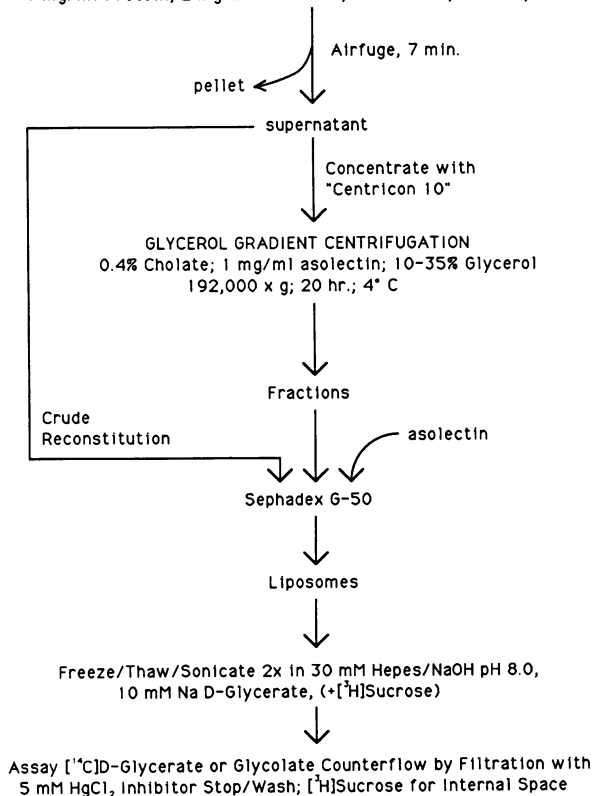 Airfuge, 7 min.
pellet
supernatant
Concentrate with
"Centricon 10"
GLYCEROL GRADIENT CENTRIFUGATION
0.4% Cholate; 1 mg/ml asolectin; 10-35% Glycerol
192,000 x g; 20 hr.; 4° C
Fractions
Crude
Reconstitution
asolectin
Sephadex G-50
Liposomes
Freeze/Thaw/Sonicate 2x in 30 mM Hepes/NaOH pH 8.0,
10 mM Na D-Glycerate, (+[³H]Sucrose)
Assay [¹⁴C]D-Glycerate or Glycolate Counterflow by Filtration with
5 mM HgCl₂ Inhibitor Stop/Wash; [³H]Sucrose for Internal Space